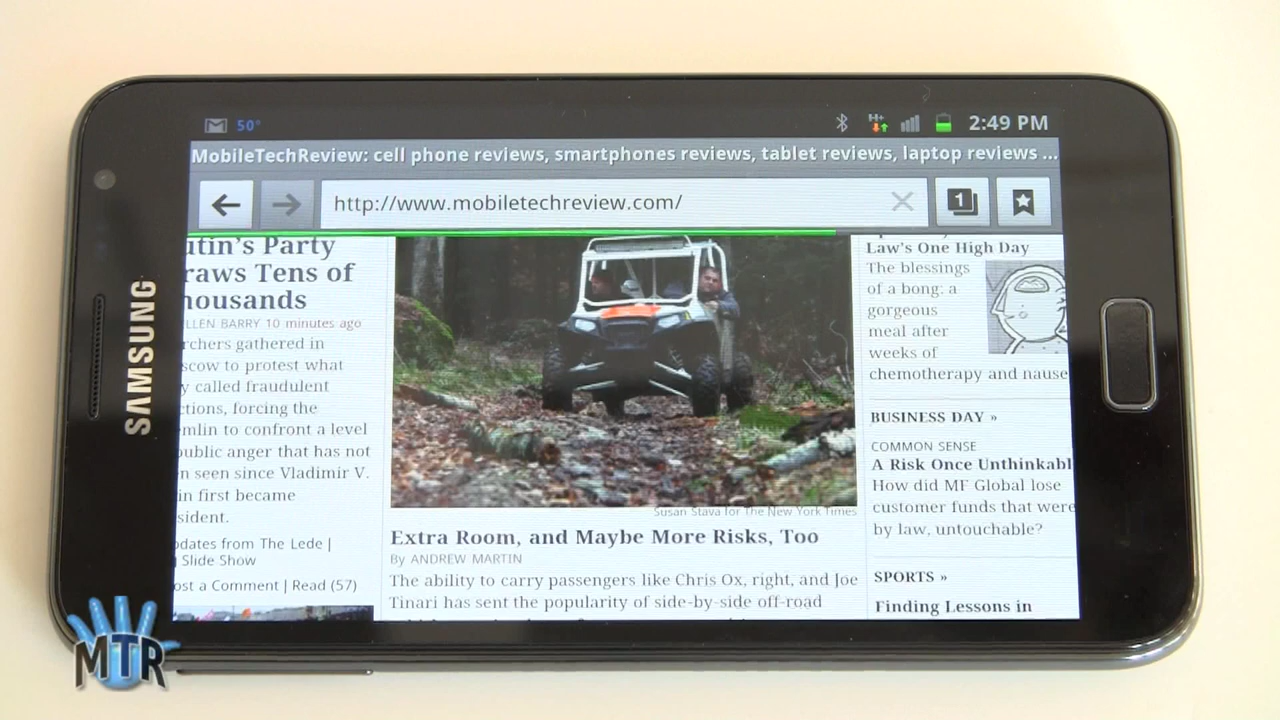 50°
H+
2:49 PM
MobileTechReview: cell phone reviews, smartphones reviews, tablet reviews, laptop reviews ...
http://www.mobiletechreview.com/
1
SAMSUNG
utin's Party
raws Tens of
housands
LLEN BARRY 10 minutes ago
rchers gathered in
scow to protest what
y called fraudulent
ctions, forcing the
emlin to confront a level
public anger that has not
n seen since Vladimir V.
in first became
sident.
pdates from The Lede |
Slide Show
ost a Comment | Read (57)
Susan Stava for The New York Times
Extra Room, and Maybe More Risks, Too
By ANDREW MARTIN
The ability to carry passengers like Chris Ox, right, and Joe
Tinari has sent the popularity of side-by-side off-road
Law's One High Day
The blessings
of a bong: a
gorgeous
meal after
weeks of
chemotherapy and nause
BUSINESS DAY »
COMMON SENSE
A Risk Once Unthinkabl
How did MF Global lose
customer funds that were
by law, untouchable?
SPORTS »
Finding Lessons in
MTR